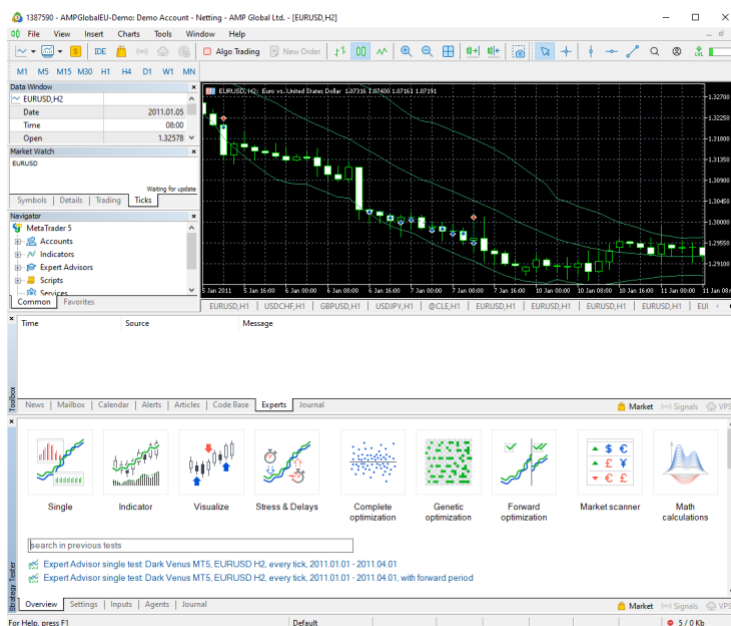 1387590 - AMPGlobalEU-Demo: Demo Account - Netting - AMP Global Ltd. - [EURUSD,H2]
File View Insert Charts Tools Window Help
IDE Algo Trading New Order
M1 M5 M15 M30 H1 H4 D1 W1 MN
Data Window
EURUSD,H2
Date 2011.01.05
Time 08:00
Open 1.32578
Market Watch
EURUSD
Waiting for update
Symbols | Details | Trading | Ticks
Navigator
MetaTrader 5
Accounts
Indicators
Expert Advisors
Scripts
Services
Common Favorites
EURUSD, H2: Euro vs. United States Dollar 1.07316 1.07430 1.07161 1.07191
1.32700
1.32250
1.31800
1.31350
1.30900
1.30450
1.30000
1.29550
1.29100
5 Jan 2011 5 Jan 16:00 6 Jan 00:00 6 Jan 08:00 6 Jan 16:00 7 Jan 00:00 7 Jan 08:00 7 Jan 16:00 10 Jan 00:00 10 Jan 08:00 10 Jan 16:00 11 Jan 00:00 11 Jan 08:
EURUSD,H1 | USDCHF,H1 | GBPUSD,H1 | USDJPY,H1 | @CLE,H1 | EURUSD,H1 | EURUSD,H1 | EURUSD,H1 | EURUSD,H1 | EUI
Time Source Message
Toolbox
News | Mailbox | Calendar | Alerts | Articles | Code Base | Experts | Journal
Market Signals VPS
Single
Indicator
Visualize
Stress & Delays
Complete
optimization
Genetic
optimization
Forward
optimization
Market scanner
Math
calculations
search in previous tests
Expert Advisor single test: Dark Venus MT5, EURUSD H2, every tick, 2011.01.01 - 2011.04.01
Expert Advisor single test: Dark Venus MT5, EURUSD H2, every tick, 2011.01.01 - 2011.04.01, with forward period
Strategy Tester
Overview | Settings | Inputs | Agents | Journal
Market Signals VPS
For Help, press F1 Default 5 / 0 Kb